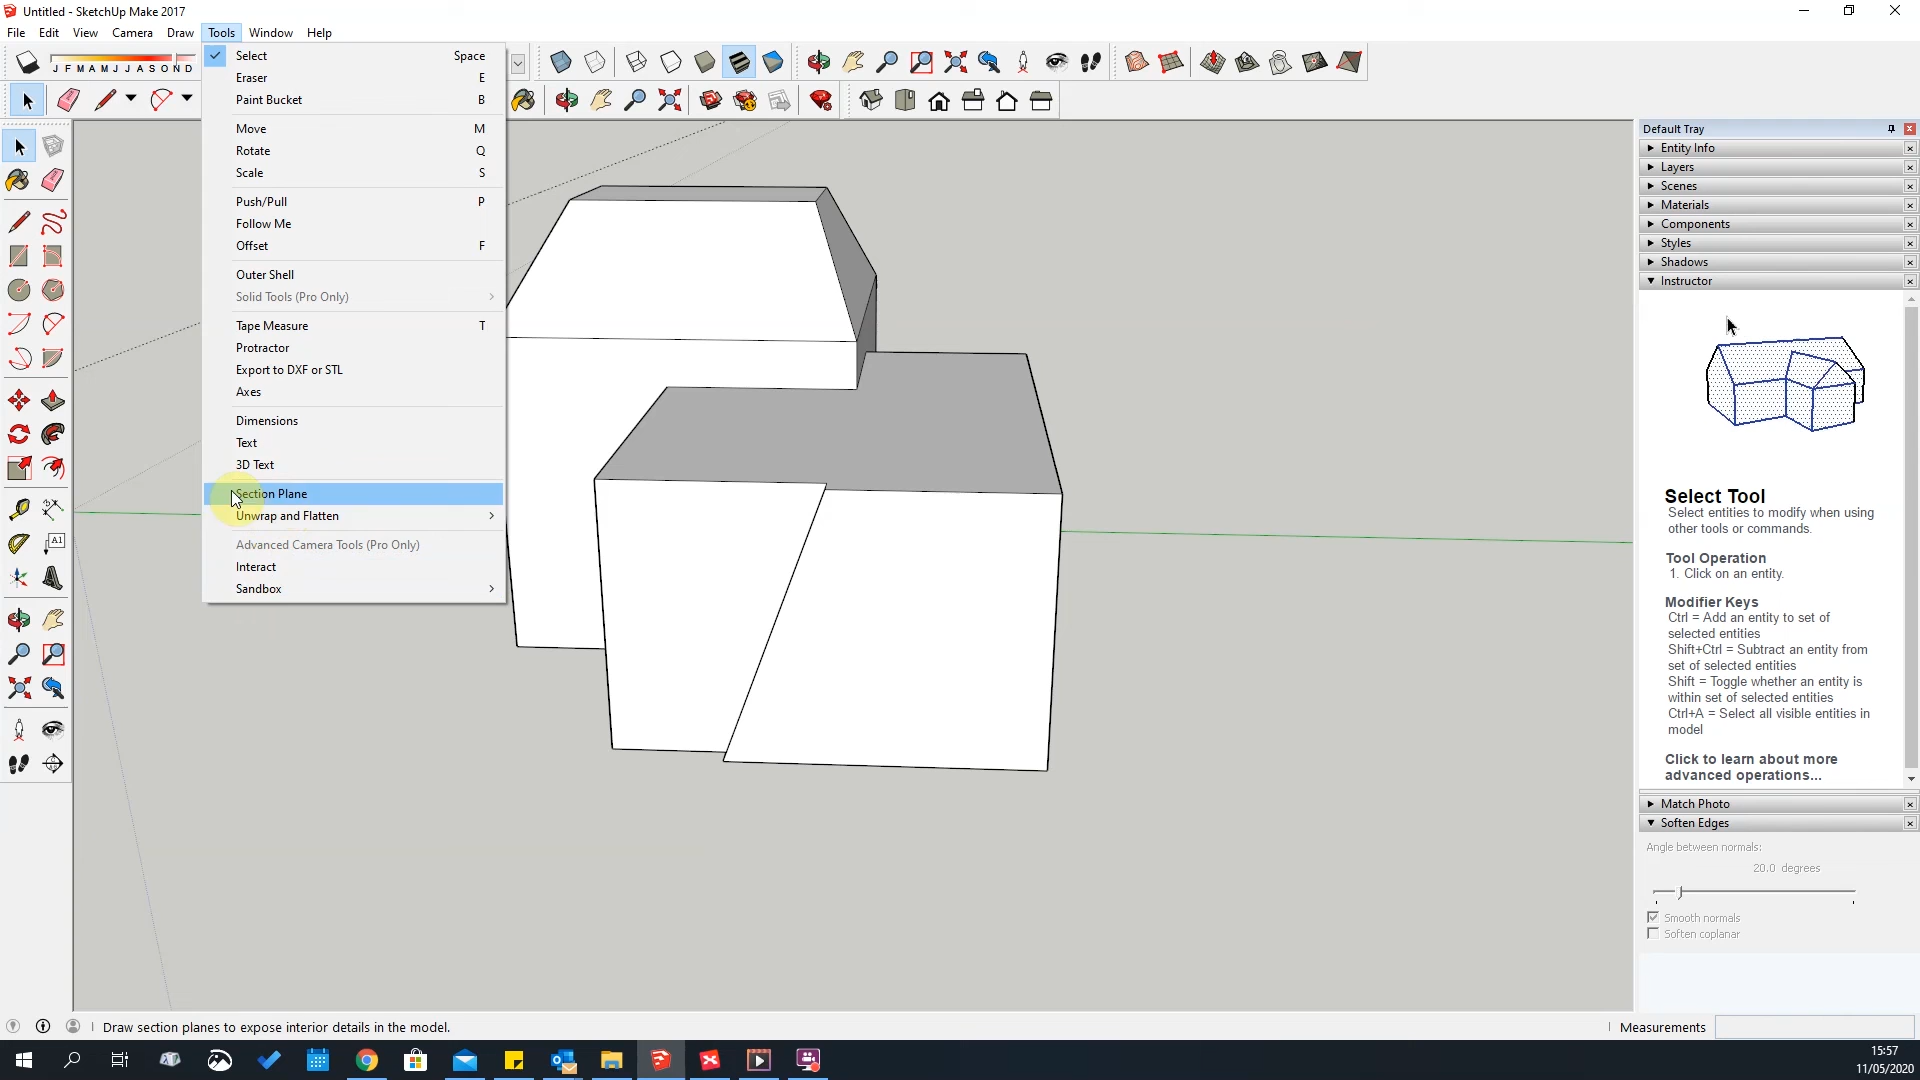 Untitled - SketchUp Make 2017
File Edit View Camera Draw Tools Window Help
J F M A M J J A S O N D
Select Space
Eraser E
Paint Bucket B
Move M
Rotate Q
Scale S
Push/Pull P
Follow Me
Offset F
Outer Shell
Solid Tools (Pro Only)
Tape Measure T
Protractor
Export to DXF or STL
Axes
Dimensions
Text
3D Text
Section Plane
Unwrap and Flatten
Advanced Camera Tools (Pro Only)
Interact
Sandbox
A1
Default Tray
Entity Info
Layers
Scenes
Materials
Components
Styles
Shadows
Instructor
Select Tool
Select entities to modify when using
other tools or commands.
Tool Operation
1. Click on an entity.
Modifier Keys
Ctrl = Add an entity to set of
selected entities
Shift+Ctrl = Subtract an entity from
set of selected entities
Shift = Toggle whether an entity is
within set of selected entities
Ctrl+A = Select all visible entities in
model
Click to learn about more
advanced operations...
Match Photo
Soften Edges
Angle between normals:
20.0 degrees
Smooth normals
Soften coplanar
Draw section planes to expose interior details in the model.
Measurements
15:57
11/05/2020